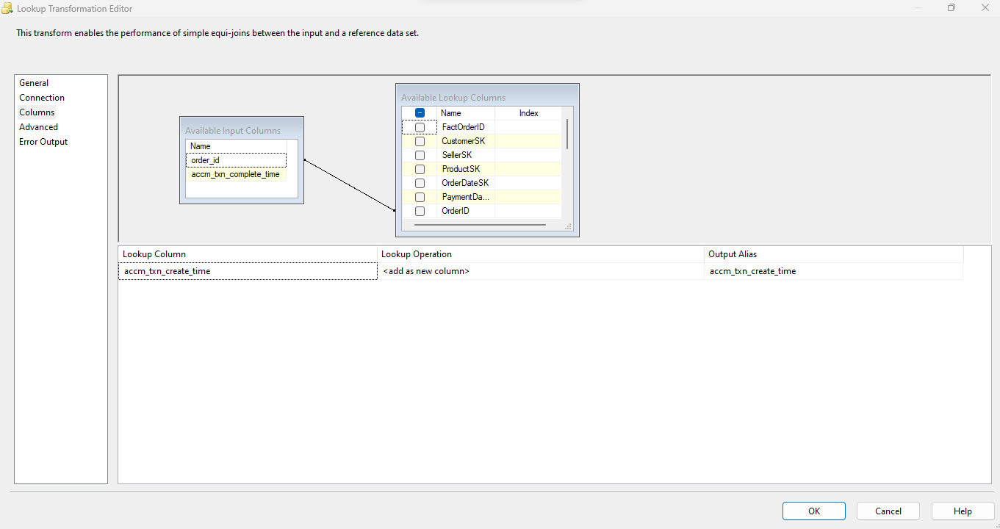 Lookup Transformation Editor
This transform enables the performance of simple equi-joins between the input and a reference data set.
General
Connection
Columns
Advanced
Error Output
Available Input Columns
Name
order_id
accm_txn_complete_time
Available Lookup Columns
Name Index
FactOrderID
CustomerSK
SellerSK
ProductSK
OrderDateSK
PaymentDa...
OrderID
Lookup Column Lookup Operation Output Alias
accm_txn_create_time <add as new column> accm_txn_create_time
OK Cancel Help